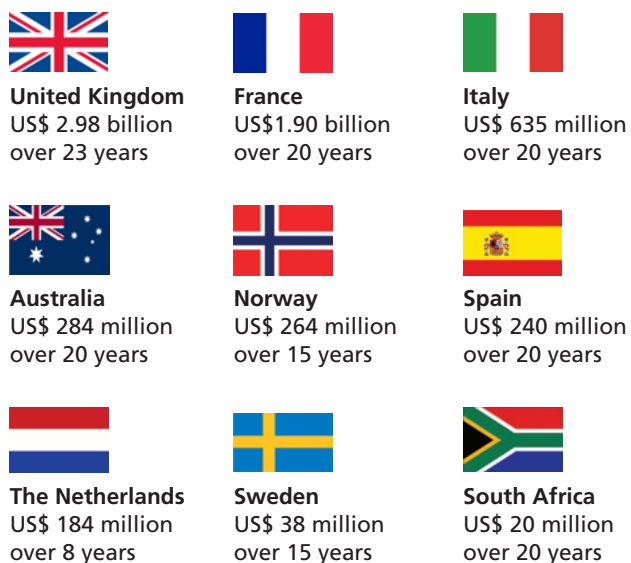 United Kingdom
US$ 2.98 billion
over 23 years
France
US$1.90 billion
over 20 years
Italy
US$ 635 million
over 20 years
Australia
US$ 284 million
over 20 years
Norway
US$ 264 million
over 15 years
Spain
US$ 240 million
over 20 years
The Netherlands
US$ 184 million
over 8 years
Sweden
US$ 38 million
over 15 years
South Africa
US$ 20 million
over 20 years